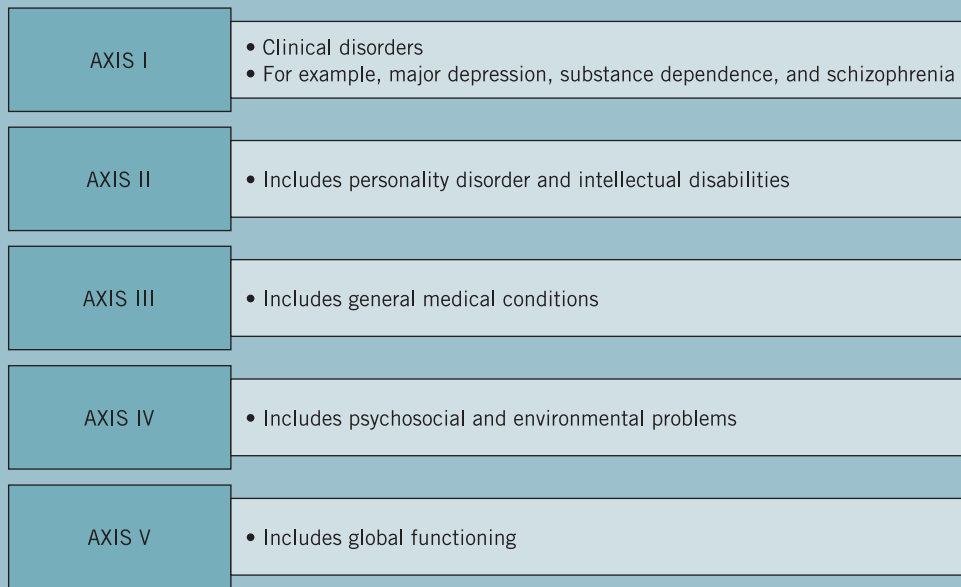 AXIS I
• Clinical disorders
• For example, major depression, substance dependence, and schizophrenia
AXIS II
• Includes personality disorder and intellectual disabilities
AXIS III
• Includes general medical conditions
AXIS IV
• Includes psychosocial and environmental problems
AXIS V
• Includes global functioning